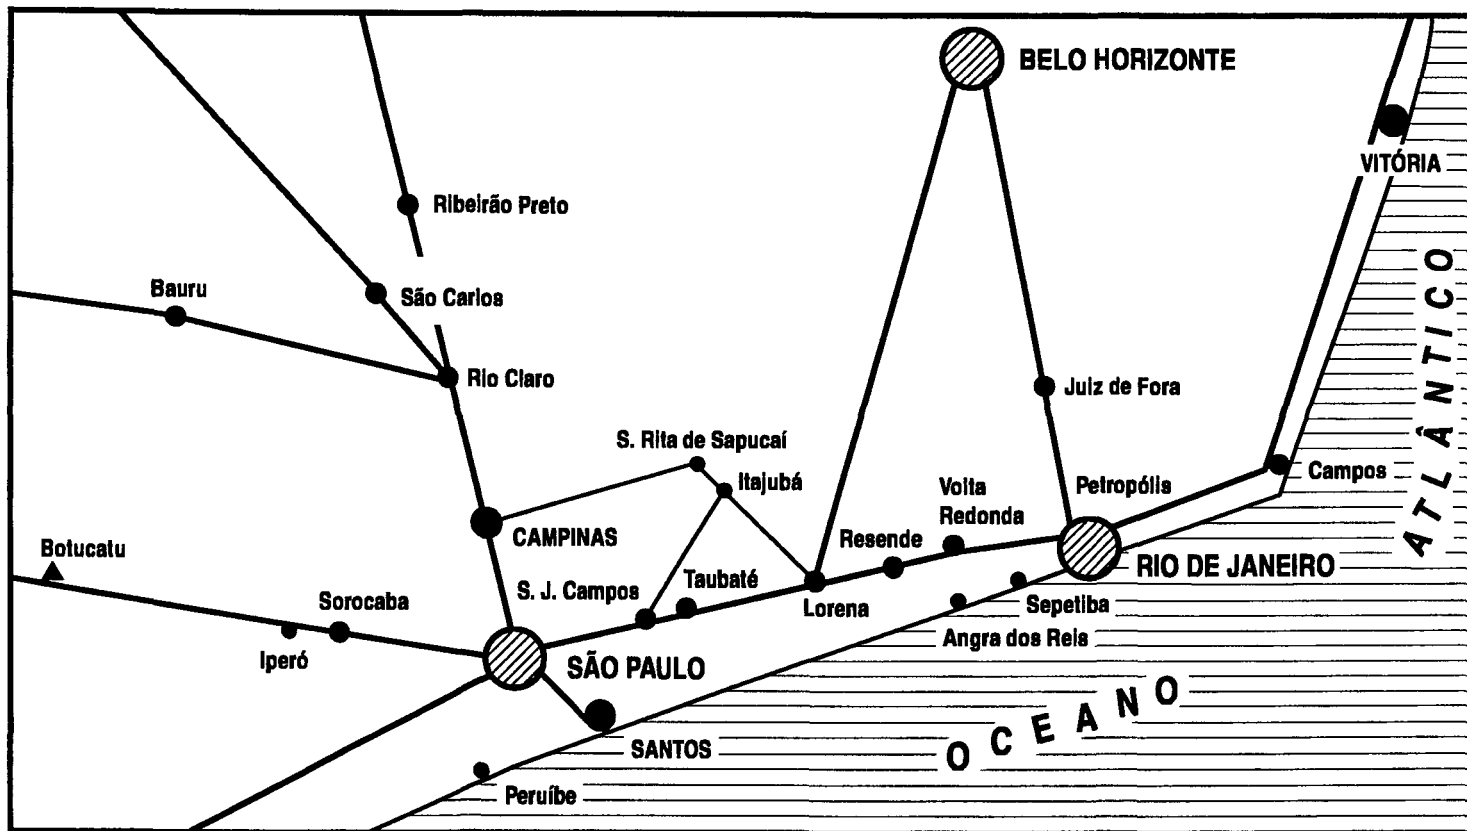 BELO HORIZONTE
VITÓRIA
Ribeirão Preto
Bauru
São Carlos
Rio Claro
Juiz de Fora
S. Rita de Sapucaí
Itajubá
Campos
Volta
Redonda
Petropólis
CAMPINAS
Resende
Botucatu
S. J. Campos
Taubaté
RIO DE JANEIRO
Sorocaba
Lorena
Sepetiba
Iperó
Angra dos Reis
SÃO PAULO
SANTOS
Peruíbe
OCEANO
ATLÂNTICO